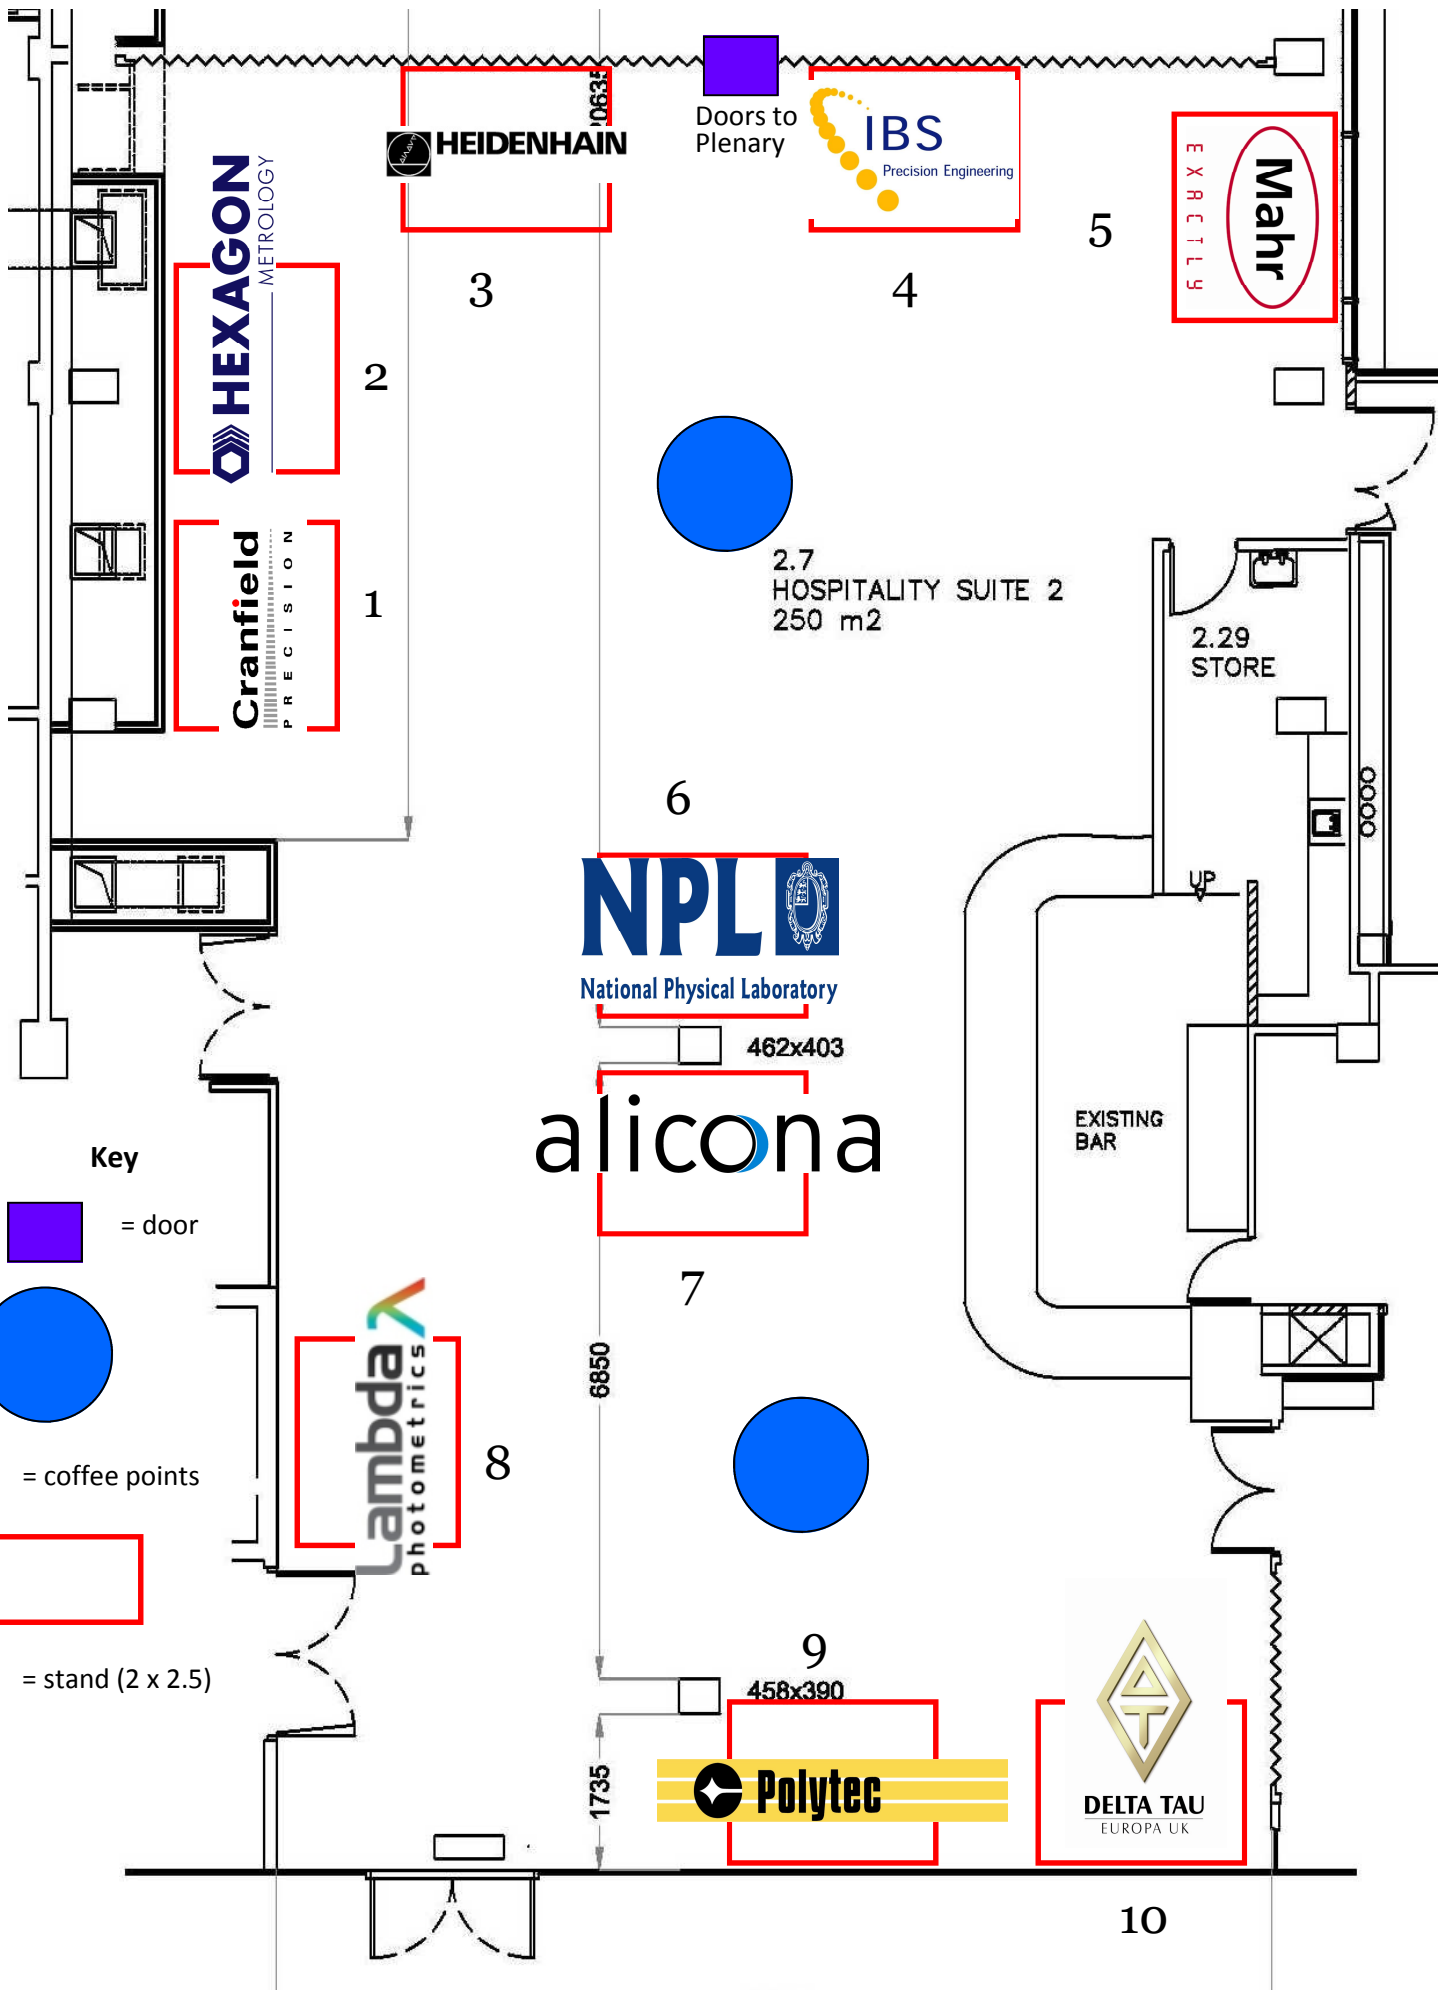 20635
Doors to
Plenary
HEIDENHAIN
IBS
Precision Engineering
Mahr
EXACTLY
HEXAGON
METROLOGY
3
4
5
2
Cranfield
PRECISION
1
2.7
HOSPITALITY SUITE 2
250 m2
2.29
STORE
6
UP
NPL
National Physical Laboratory
462x403
alicona
EXISTING
BAR
Key
= door
7
6850
Lambda
photometrics
8
= coffee points
= stand (2 x 2.5)
9
458x390
1735
Polytec
DELTA TAU
EUROPA UK
10